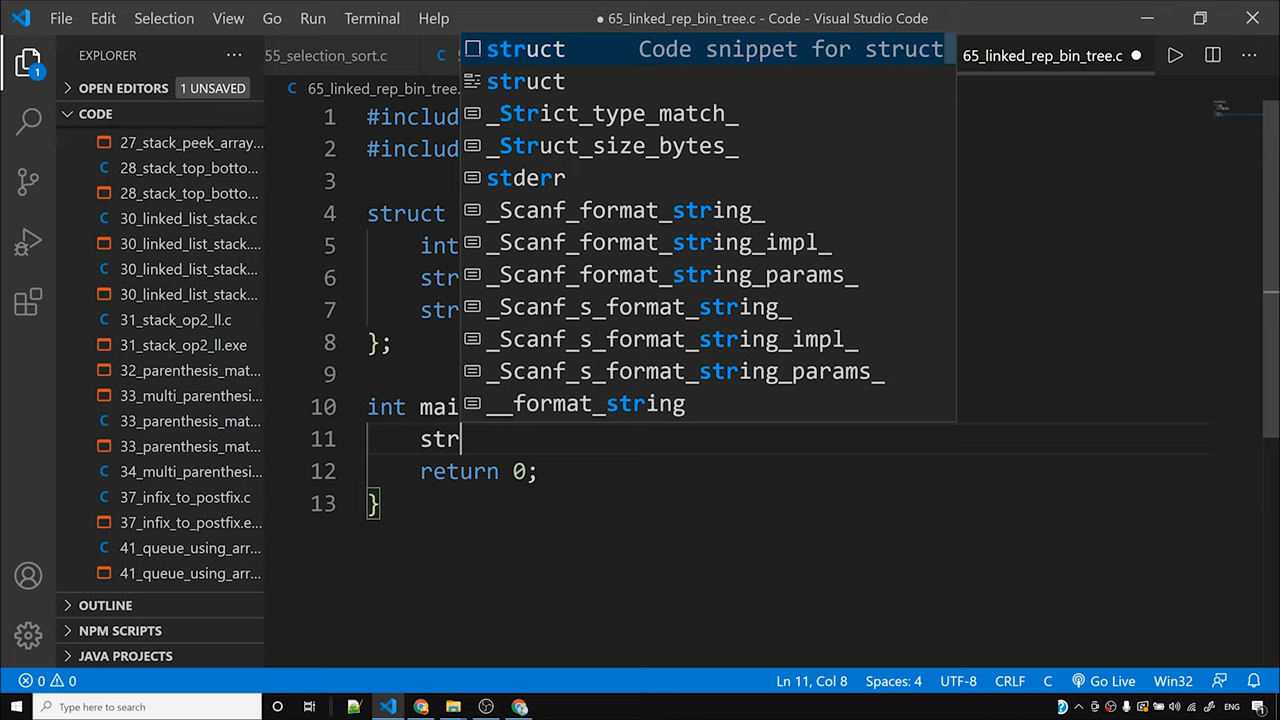 File Edit Selection View Go Run Terminal Help
65_linked_rep_bin_tree.c - Code - Visual Studio Code
EXPLORER
OPEN EDITORS 1 UNSAVED
CODE
27_stack_peek_array...
28_stack_top_botto...
28_stack_top_botto...
30_linked_list_stack.c
30_linked_list_stack...
30_linked_list_stack...
30_linked_list_stack...
31_stack_op2_ll.c
31_stack_op2_ll.exe
32_parenthesis_mat...
33_multi_parenthesi...
33_parenthesis_mat...
33_parenthesis_mat...
34_multi_parenthesi...
37_infix_to_postfix.c
37_infix_to_postfix.e...
41_queue_using_arr...
41_queue_using_arr...
OUTLINE
NPM SCRIPTS
JAVA PROJECTS
55_selection_sort.c
65_linked_rep_bin_tree.c
65_linked_rep_bin_tree.
1 #includ
2 #includ
3
4 struct
5 int
6 str
7 str
8 };
9
10 int mai
11 str
12 return 0;
13 }
struct Code snippet for struct
struct
_Strict_type_match_
_Struct_size_bytes_
stderr
_Scanf_format_string_
_Scanf_format_string_impl_
_Scanf_format_string_params_
_Scanf_s_format_string_
_Scanf_s_format_string_impl_
_Scanf_s_format_string_params_
__format_string
1
0 0
Ln 11, Col 8 Spaces: 4 UTF-8 CRLF C Go Live Win32
Type here to search
ENG